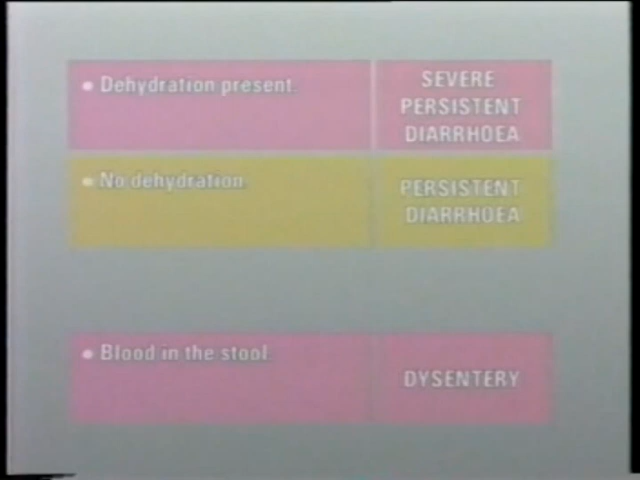 • Dehydration present.
SEVERE
PERSISTENT
DIARRHOEA
• No dehydration.
PERSISTENT
DIARRHOEA
• Blood in the stool.
DYSENTERY